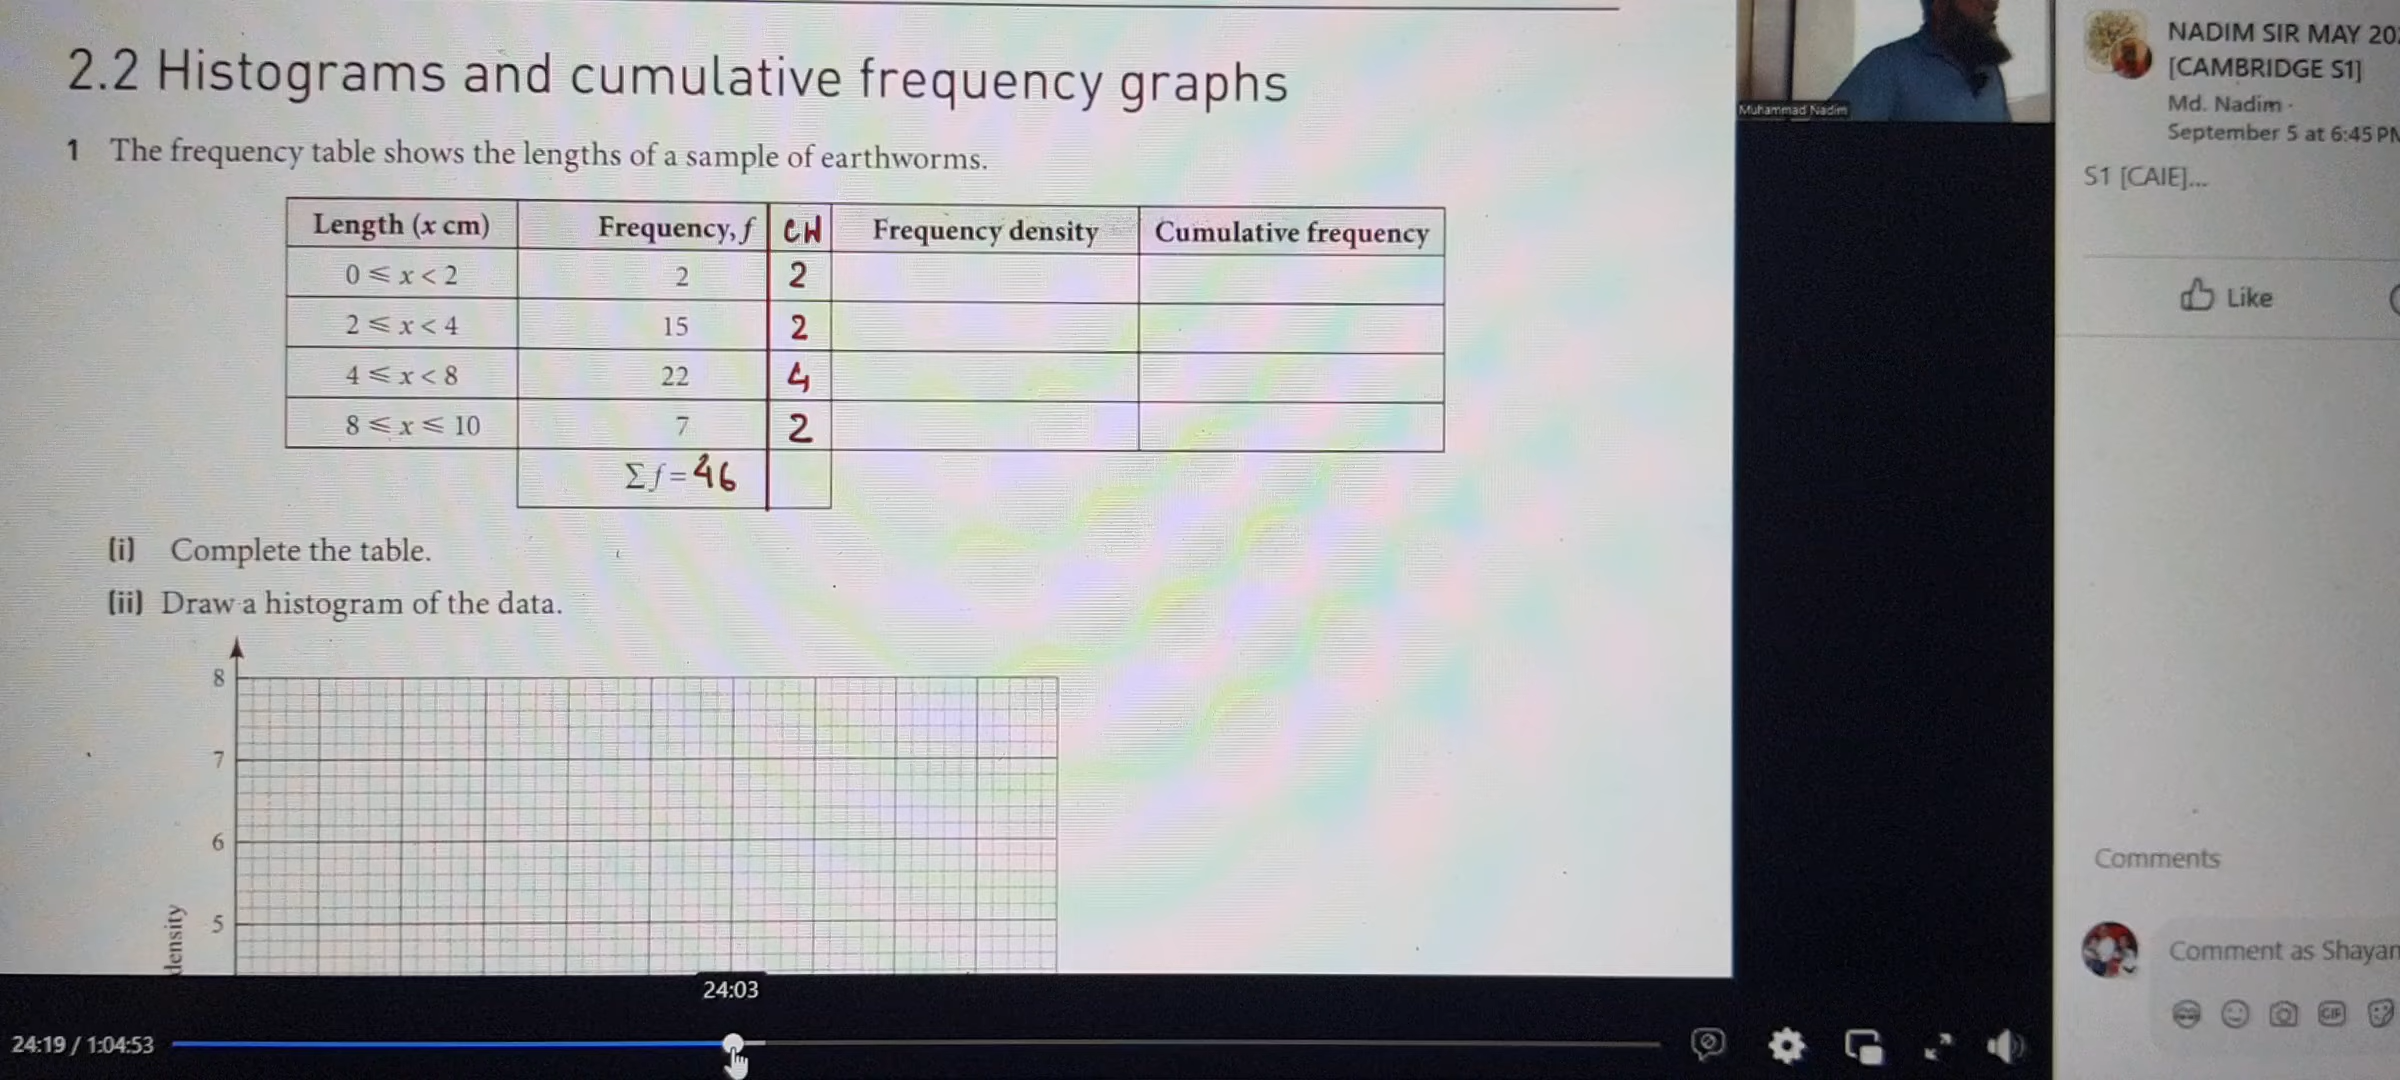 2.2 Histograms and cumulative frequency graphs
1 The frequency table shows the lengths of a sample of earthworms.
Length (x cm) Frequency, f CW Frequency density Cumulative frequency
0 ⩽ x < 2 2 2
2 ⩽ x < 4 15 2
4 ⩽ x < 8 22 4
8 ⩽ x ⩽ 10 7 2
Σf = 46
(i) Complete the table.
(ii) Draw a histogram of the data.
8
7
6
5
density
24:03
24:19 / 1:04:53
Muhammad Nadim
NADIM SIR MAY 20
[CAMBRIDGE S1]
Md. Nadim ·
September 5 at 6:45 PM
S1 [CAIE]...
Like
Comments
Comment as Shayan
GIF